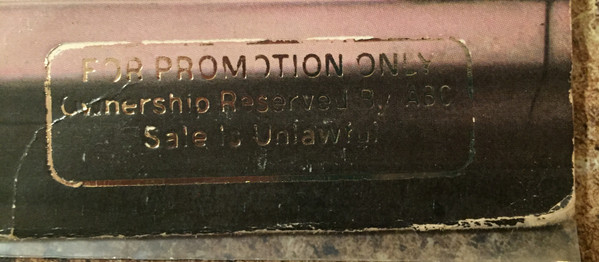 FOR PROMOTION ONLY
Ownership Reserved By ABC
Sale Is Unlawful